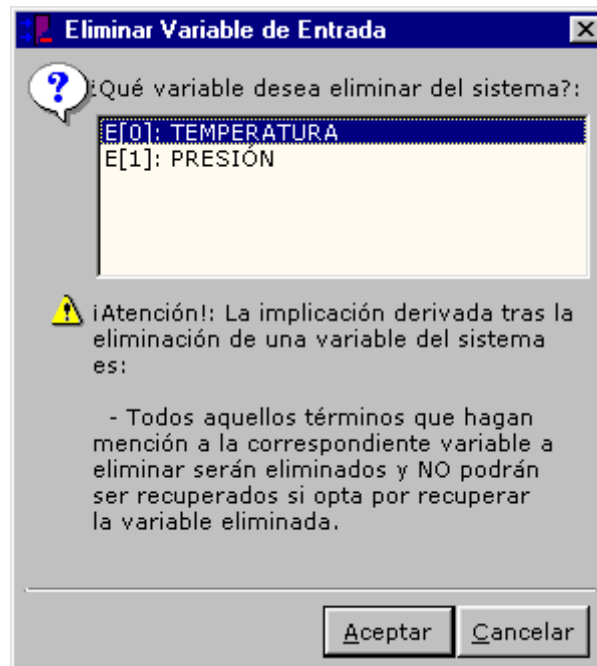 Eliminar Variable de Entrada
¿Qué variable desea eliminar del sistema?:
E[0]: TEMPERATURA
E[1]: PRESIÓN
¡Atención!: La implicación derivada tras la
eliminación de una variable del sistema
es:
- Todos aquellos términos que hagan
mención a la correspondiente variable a
eliminar serán eliminados y NO podrán
ser recuperados si opta por recuperar
la variable eliminada.
Aceptar
Cancelar